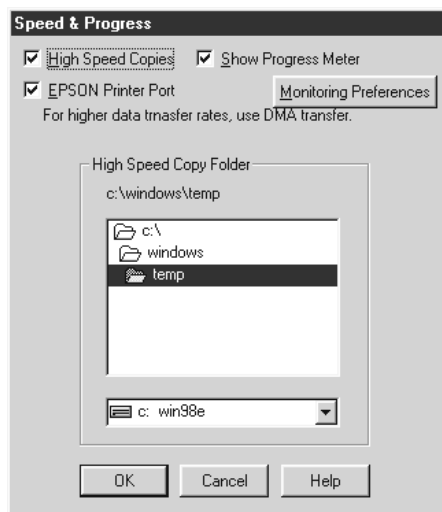 Speed & Progress
High Speed Copies Show Progress Meter
EPSON Printer Port Monitoring Preferences
For higher data trnasfer rates, use DMA transfer.
High Speed Copy Folder
c:\windows\temp
c:\
windows
temp
c: win98e
OK Cancel Help